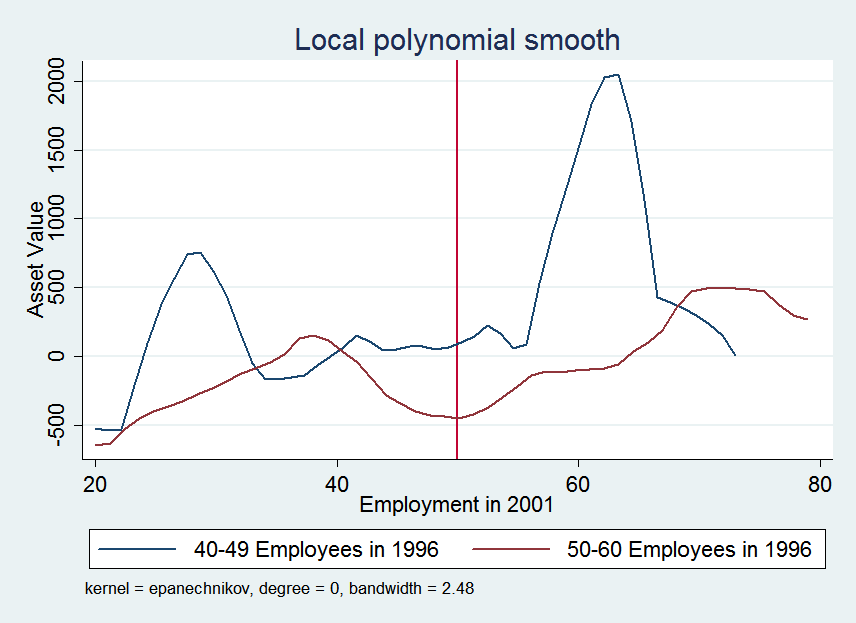 Local polynomial smooth
2000
1500
1000
500
0
-500
Asset Value
20 40 60 80
Employment in 2001
40-49 Employees in 1996 50-60 Employees in 1996
kernel = epanechnikov, degree = 0, bandwidth = 2.48